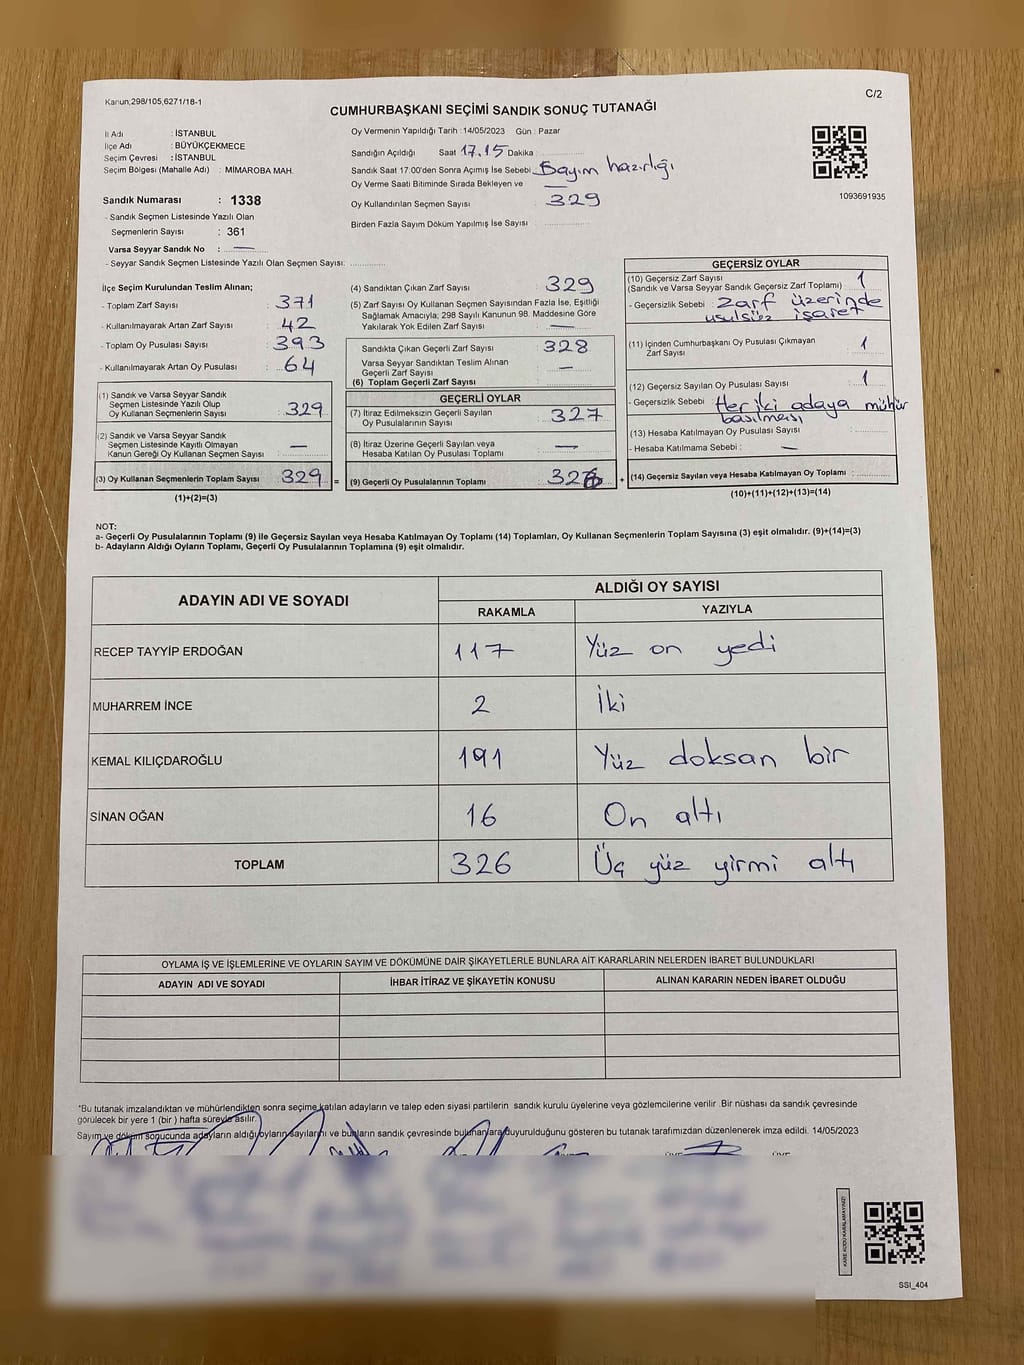 Kanun;298/105,6271/18-1
C/2
CUMHURBAŞKANI SEÇİMİ SANDIK SONUÇ TUTANAĞI
İl Adı : İSTANBUL
İlçe Adı : BÜYÜKÇEKMECE
Seçim Çevresi : İSTANBUL
Seçim Bölgesi (Mahalle Adı) : MİMAROBA MAH.
Sandık Numarası : 1338
- Sandık Seçmen Listesinde Yazılı Olan
Seçmenlerin Sayısı : 361
Varsa Seyyar Sandık No : —
- Seyyar Sandık Seçmen Listesinde Yazılı Olan Seçmen Sayısı:
Oy Vermenin Yapıldığı Tarih : 14/05/2023 Gün : Pazar
Sandığın Açıldığı Saat 17.15 Dakika :
Sandık Saat 17.00'den Sonra Açımış İse Sebebi : Sayım hazırlığı
Oy Verme Saati Bitiminde Sırada Bekleyen ve —
Oy Kullandırılan Seçmen Sayısı : 329
Birden Fazla Sayım Döküm Yapılmış İse Sayısı :
1093691935
İlçe Seçim Kurulundan Teslim Alınan;
- Toplam Zarf Sayısı : 371
- Kullanılmayarak Artan Zarf Sayısı : 42
- Toplam Oy Pusulası Sayısı : 393
- Kullanılmayarak Artan Oy Pusulası : 64
(1) Sandık ve Varsa Seyyar Sandık
Seçmen Listesinde Yazılı Olup
Oy Kullanan Seçmenlerin Sayısı : 329
(2) Sandık ve Varsa Seyyar Sandık
Seçmen Listesinde Kayıtlı Olmayan
Kanun Gereği Oy Kullanan Seçmen Sayısı : —
(3) Oy Kullanan Seçmenlerin Toplam Sayısı : 329 =
(1)+(2)=(3)
(4) Sandıktan Çıkan Zarf Sayısı : 329
(5) Zarf Sayısı Oy Kullanan Seçmen Sayısından Fazla İse, Eşitliği
Sağlamak Amacıyla; 298 Sayılı Kanunun 98. Maddesine Göre
Yakılarak Yok Edilen Zarf Sayısı : —
Sandıkta Çıkan Geçerli Zarf Sayısı : 328
Varsa Seyyar Sandıktan Teslim Alınan
Geçerli Zarf Sayısı : —
(6) Toplam Geçerli Zarf Sayısı :
GEÇERLİ OYLAR
(7) İtiraz Edilmeksizin Geçerli Sayılan
Oy Pusulalarının Sayısı : 327
(8) İtiraz Üzerine Geçerli Sayılan veya
Hesaba Katılan Oy Pusulası Toplamı : —
(9) Geçerli Oy Pusulalarının Toplamı : 326 +
GEÇERSİZ OYLAR
(10) Geçersiz Zarf Sayısı : 1
(Sandık ve Varsa Seyyar Sandık Geçersiz Zarf Toplamı)
- Geçersizlik Sebebi : Zarf üzerinde
usulsüz işaret
(11) İçinden Cumhurbaşkanı Oy Pusulası Çıkmayan
Zarf Sayısı : 1
(12) Geçersiz Sayılan Oy Pusulası Sayısı : 1
- Geçersizlik Sebebi : Her iki adaya mühür
basılması
(13) Hesaba Katılmayan Oy Pusulası Sayısı :
- Hesaba Katılmama Sebebi : —
(14) Geçersiz Sayılan veya Hesaba Katılmayan Oy Toplamı :
(10)+(11)+(12)+(13)=(14)
NOT:
a- Geçerli Oy Pusulalarının Toplamı (9) ile Geçersiz Sayılan veya Hesaba Katılmayan Oy Toplamı (14) Toplamları, Oy Kullanan Seçmenlerin Toplam Sayısına (3) eşit olmalıdır. (9)+(14)=(3)
b- Adayların Aldığı Oyların Toplamı, Geçerli Oy Pusulalarının Toplamına (9) eşit olmalıdır.
ADAYIN ADI VE SOYADI
ALDIĞI OY SAYISI
RAKAMLA YAZIYLA
RECEP TAYYİP ERDOĞAN 117 Yüz on yedi
MUHARREM İNCE 2 İki
KEMAL KILIÇDAROĞLU 191 Yüz doksan bir
SİNAN OĞAN 16 On altı
TOPLAM 326 Üç yüz yirmi altı
OYLAMA İŞ VE İŞLEMLERİNE VE OYLARIN SAYIM VE DÖKÜMÜNE DAİR ŞİKAYETLERLE BUNLARA AİT KARARLARIN NELERDEN İBARET BULUNDUKLARI
ADAYIN ADI VE SOYADI İHBAR İTİRAZ VE ŞİKAYETİN KONUSU ALINAN KARARIN NEDEN İBARET OLDUĞU
"Bu tutanak imzalandıktan ve mühürlendikten sonra seçime katılan adayların ve talep eden siyasi partilerin sandık kurulu üyelerine veya gözlemcilerine verilir .Bir nüshası da sandık çevresinde
görülecek bir yere 1 (bir ) hafta süreyle asılır.
Sayım ve döküm sonucunda adayların aldığı oyların sayılarını ve bunların sandık çevresinde bulunanlara duyurulduğunu gösteren bu tutanak tarafımızdan düzenlenerek imza edildi. 14/05/2023
KARE KODU KARALAMAYINIZ!
SSI_404